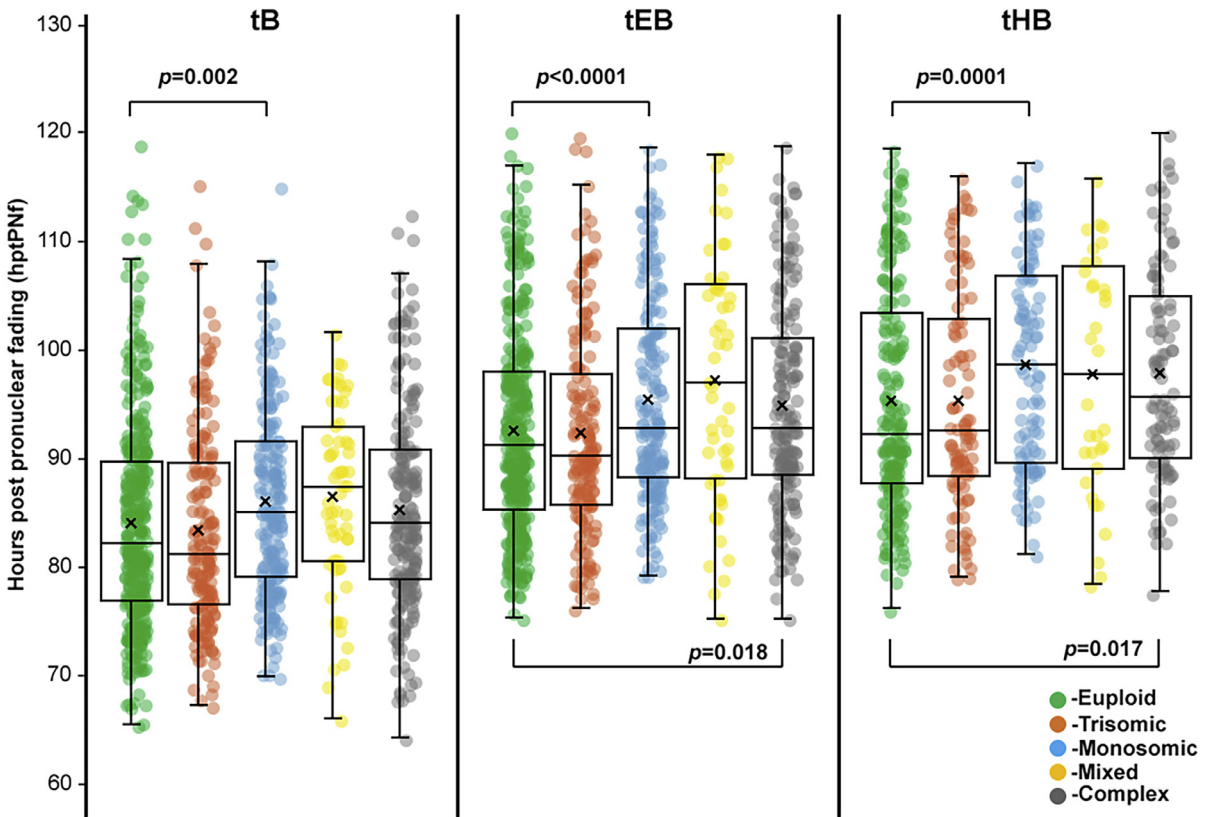 tB tEB tHB
p=0.002 p<0.0001 p=0.0001
Hours post pronuclear fading (hptPNf)
130
120
110
100
90
80
70
60
p=0.018 p=0.017
-Euploid
-Trisomic
-Monosomic
-Mixed
-Complex